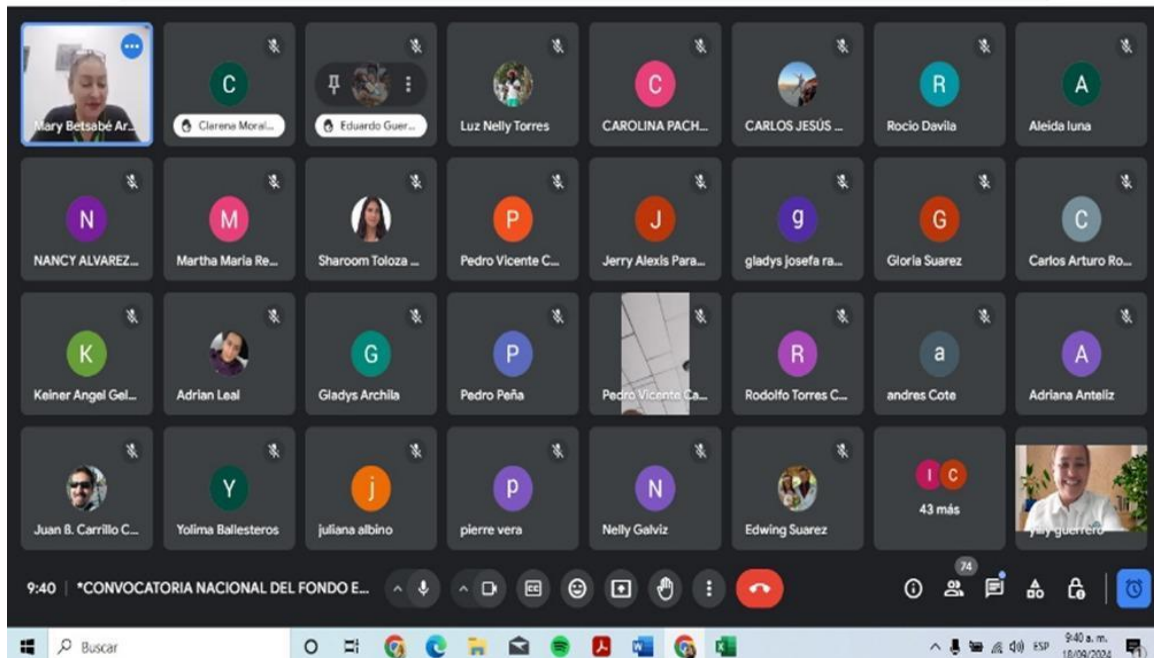 C
C
R
A
Mary Betsabé Ar...
Clarena Moral...
Eduardo Guer...
Luz Nelly Torres
CAROLINA PACH...
CARLOS JESÚS ...
Rocio Davila
Aleida luna
N
M
P
J
g
G
C
NANCY ALVAREZ...
Martha Maria Re...
Sharoom Toloza ...
Pedro Vicente C...
Jerry Alexis Para...
gladys josefa ra...
Gloria Suarez
Carlos Arturo Ro...
K
G
P
R
a
A
Keiner Angel Gel...
Adrian Leal
Gladys Archila
Pedro Peña
Pedro Vicente Ca...
Rodolfo Torres C...
andres Cote
Adriana Anteliz
Y
j
p
N
I C
43 más
Juan B. Carrillo C...
Yolima Ballesteros
juliana albino
pierre vera
Nelly Galviz
Edwing Suarez
yuly guerrero
9:40 | *CONVOCATORIA NACIONAL DEL FONDO E...
CC
74
Buscar
ESP
9:40 a. m.
18/09/2024
1